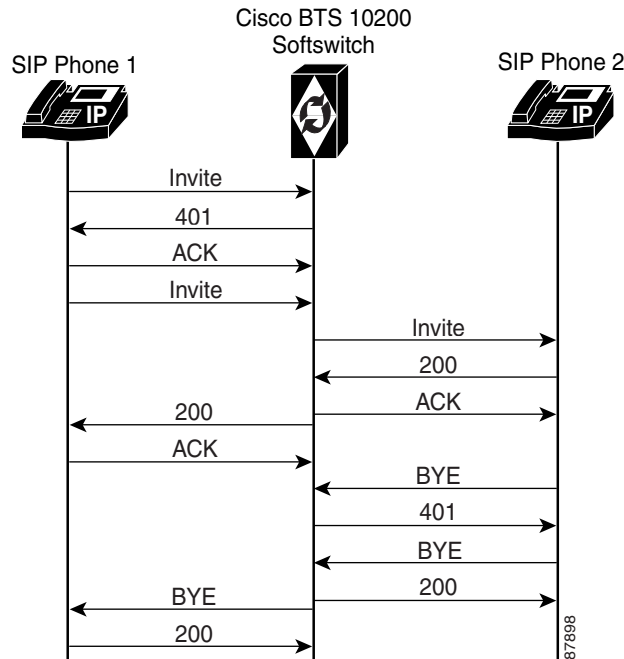 Cisco BTS 10200
Softswitch
SIP Phone 1
SIP Phone 2
IP
IP
Invite
401
ACK
Invite
Invite
200
ACK
200
ACK
BYE
401
BYE
200
BYE
200
87898